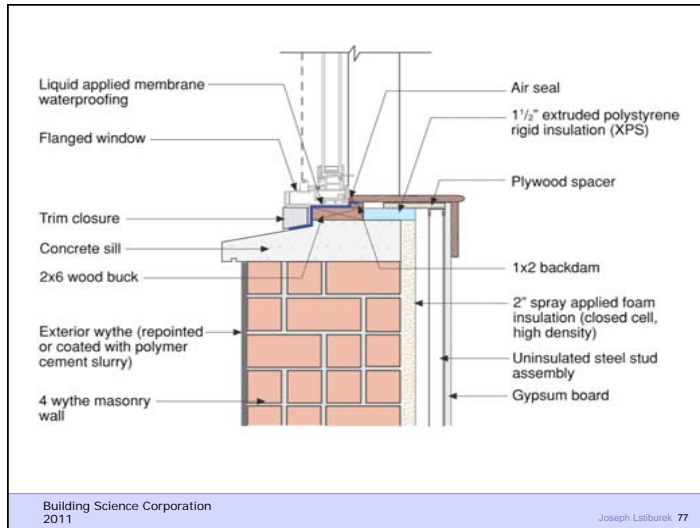 Liquid applied membrane
waterproofing
Flanged window
Trim closure
Concrete sill
2x6 wood buck
Exterior wythe (repointed
or coated with polymer
cement slurry)
4 wythe masonry
wall
Air seal
1 1/2" extruded polystyrene
rigid insulation (XPS)
Plywood spacer
1x2 backdam
2" spray applied foam
insulation (closed cell,
high density)
Uninsulated steel stud
assembly
Gypsum board
Building Science Corporation
2011
Joseph Lstiburek 77